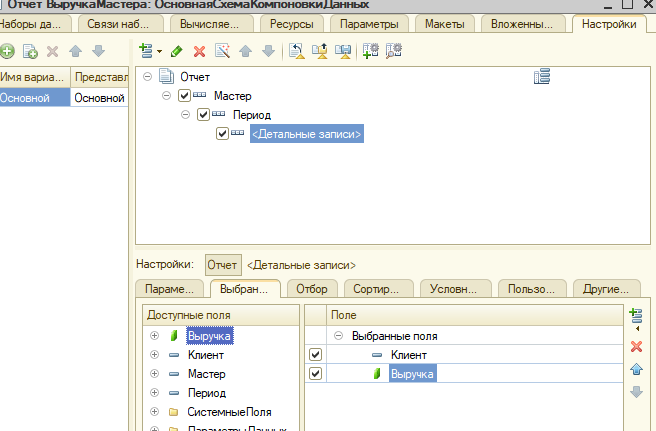 Отчет ВыручкаМастера: ОсновнаяСхемаКомпоновкиДанных
Наборы да... Связи наб... Вычисляе... Ресурсы Параметры Макеты Вложенны... Настройки
Имя вариа... Представл
Основной Основной
Отчет
Мастер
Период
<Детальные записи>
Настройки: Отчет <Детальные записи>
Параме... Выбран... Отбор Сортир... Условн... Пользо... Другие...
Доступные поля
Выручка
Клиент
Мастер
Период
СистемныеПоля
ПараметрыДанных
Поле
Выбранные поля
Клиент
Выручка